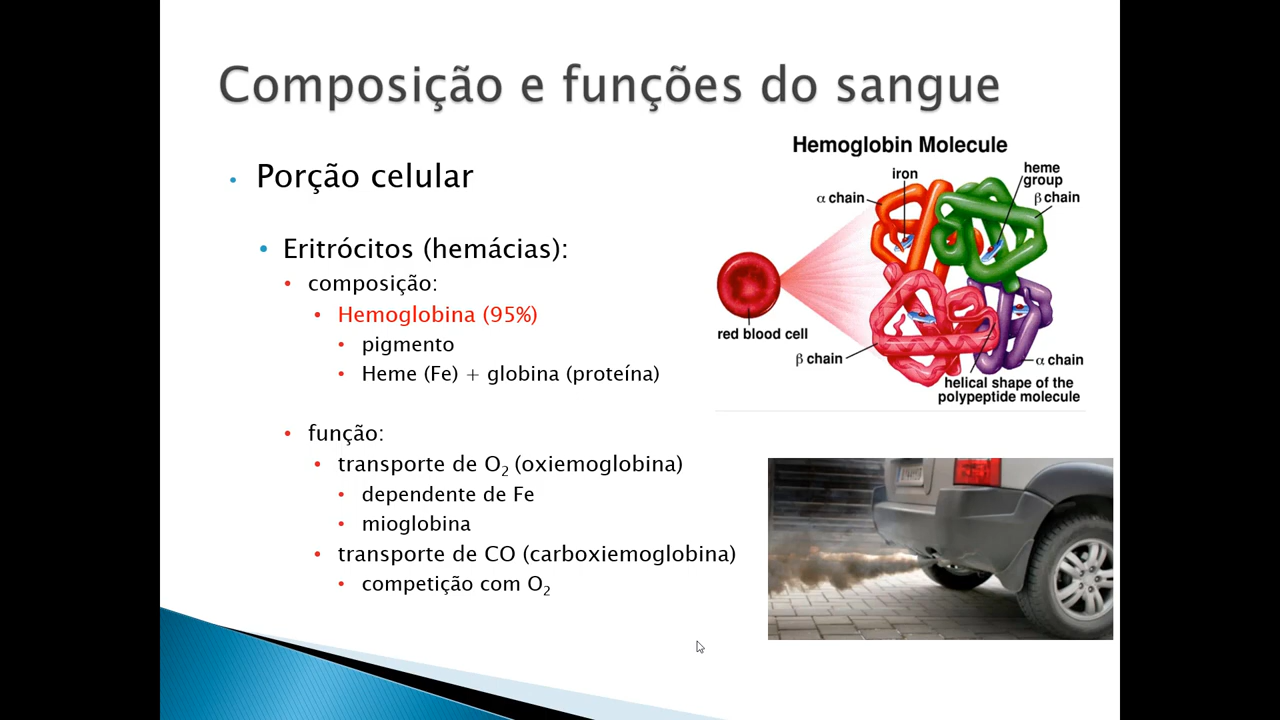 Composição e funções do sangue
• Porção celular
• Eritrócitos (hemácias):
• composição:
• Hemoglobina (95%)
• pigmento
• Heme (Fe) + globina (proteína)
• função:
• transporte de O₂ (oxiemoglobina)
• dependente de Fe
• mioglobina
• transporte de CO (carboxiemoglobina)
• competição com O₂
Hemoglobin Molecule
iron
heme
group
α chain
β chain
red blood cell
β chain
α chain
helical shape of the
polypeptide molecule